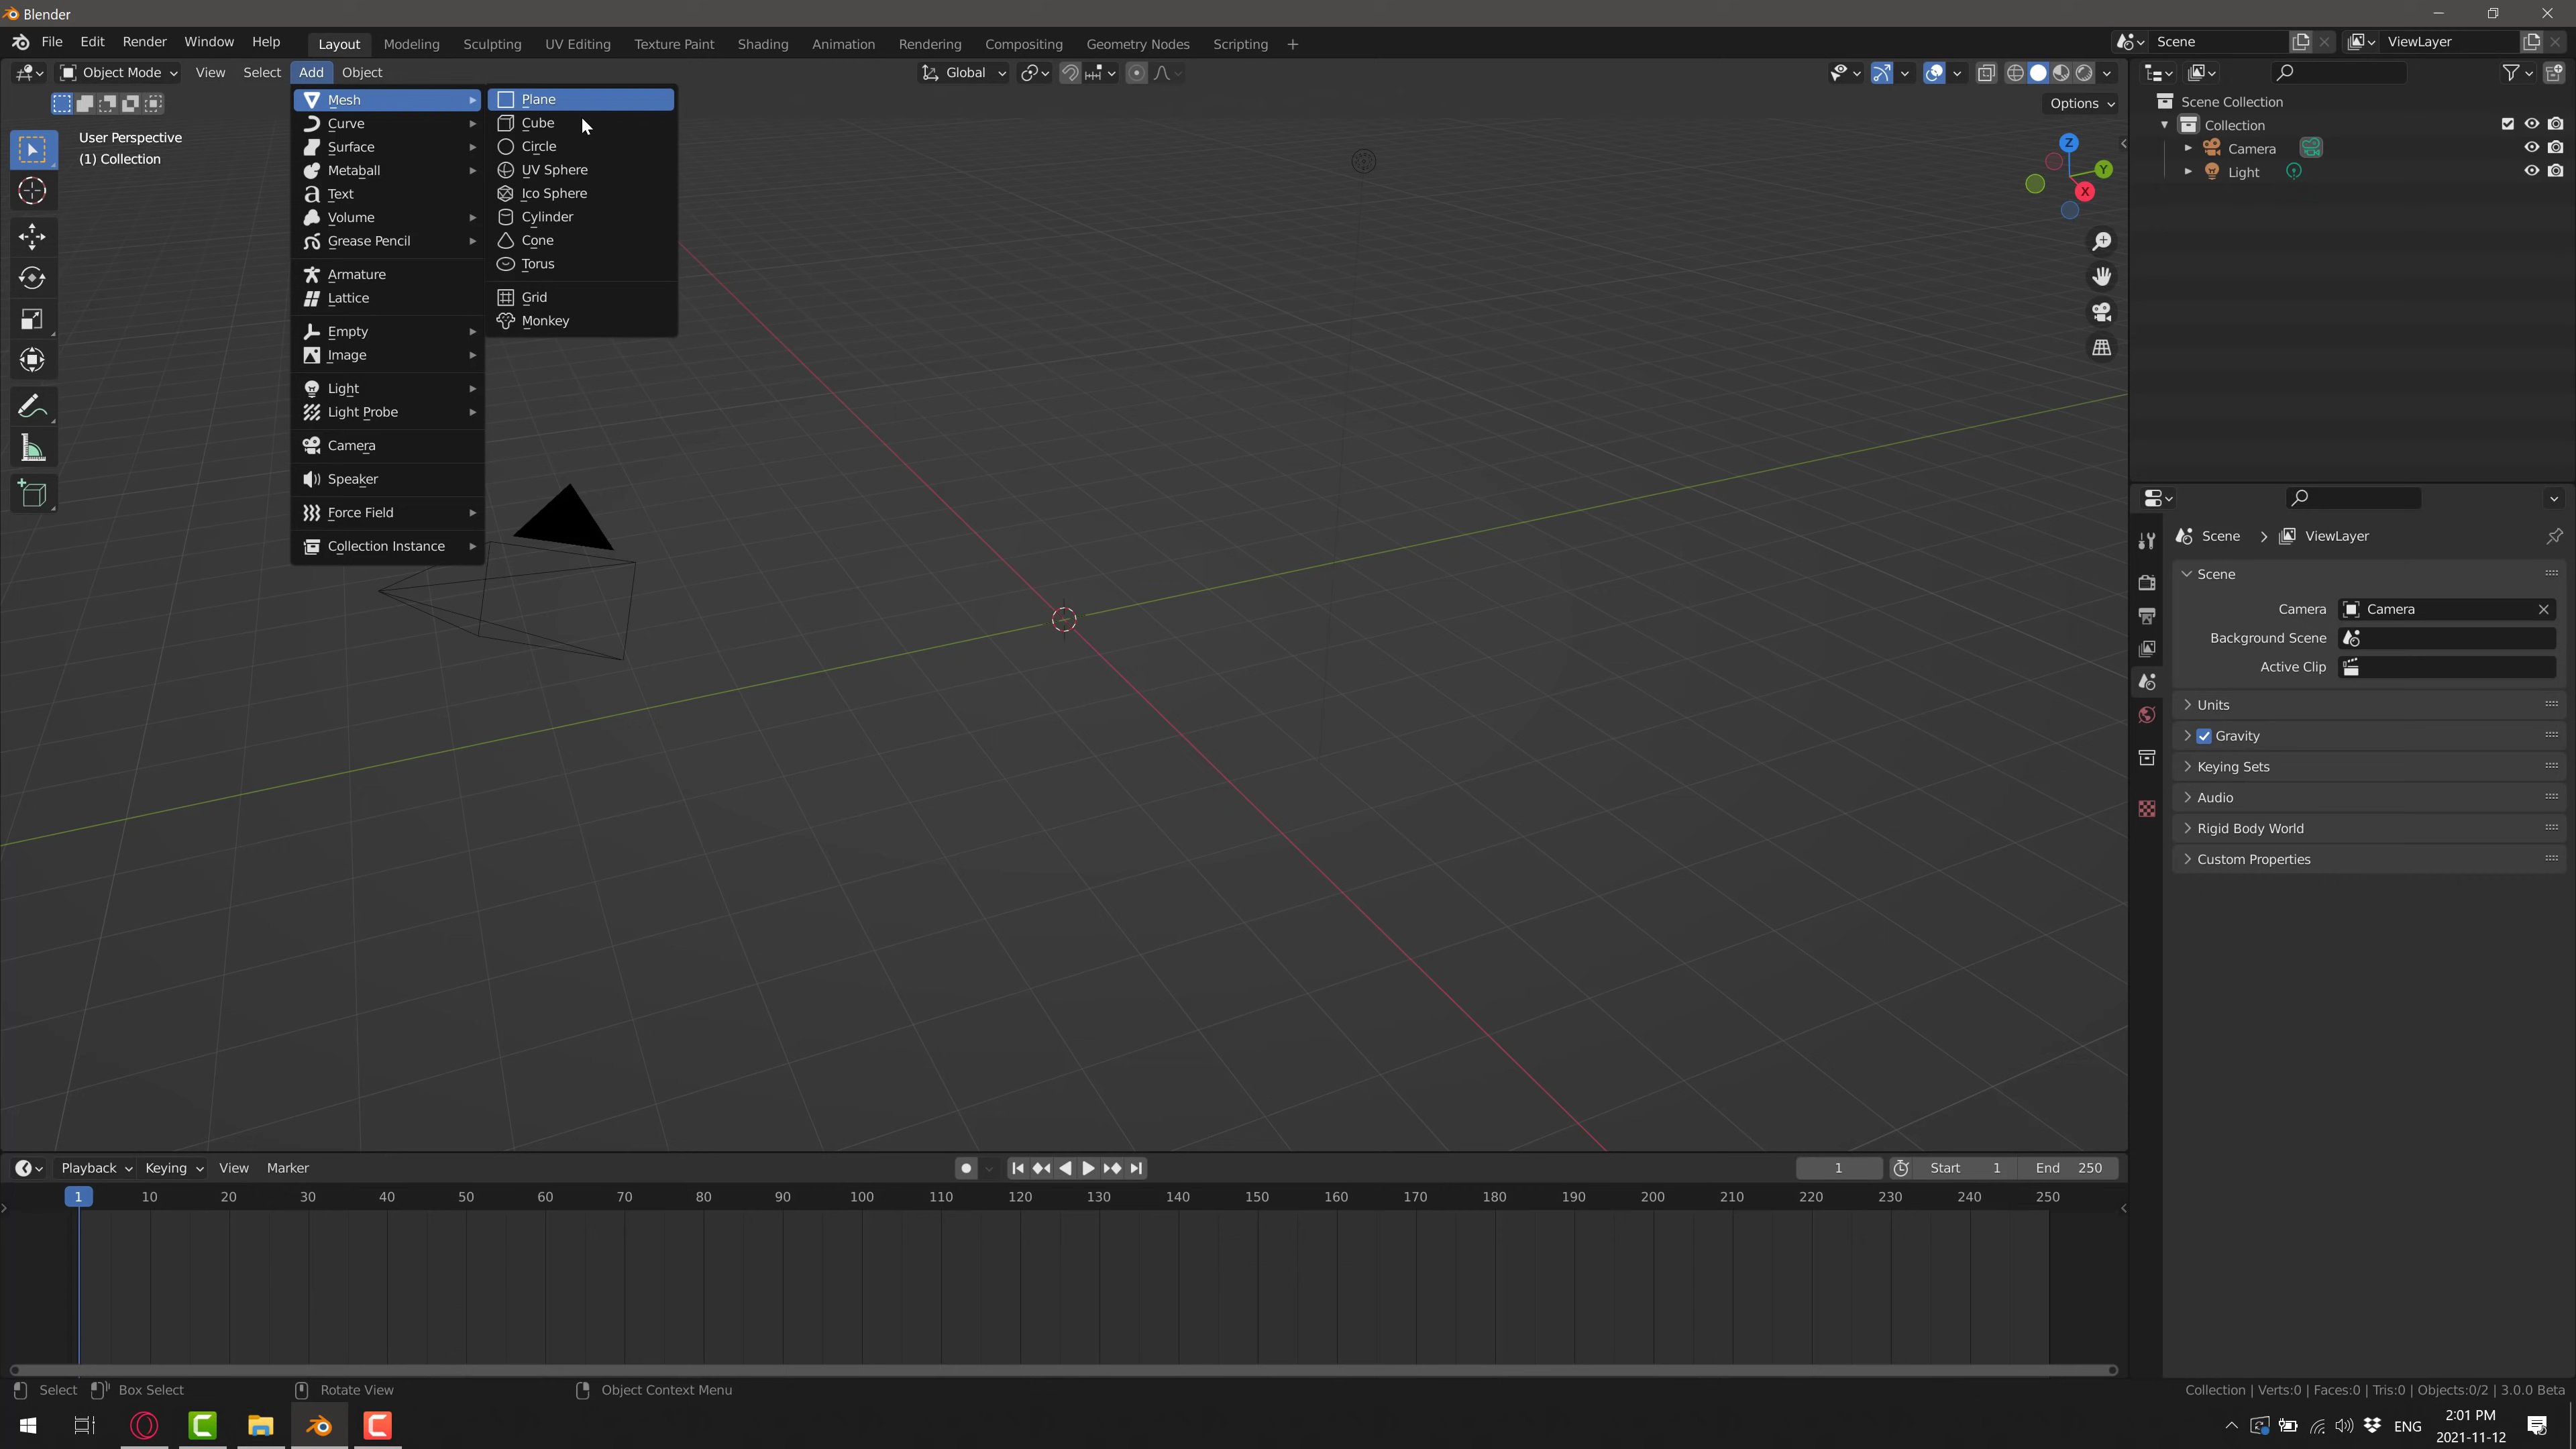 Blender
File Edit Render Window Help Layout Modeling Sculpting UV Editing Texture Paint Shading Animation Rendering Compositing Geometry Nodes Scripting + Scene ViewLayer
Object Mode View Select Add Object Global
Options
User Perspective
(1) Collection
Mesh
Curve
Surface
Metaball
Text
Volume
Grease Pencil
Armature
Lattice
Empty
Image
Light
Light Probe
Camera
Speaker
Force Field
Collection Instance
Plane
Cube
Circle
UV Sphere
Ico Sphere
Cylinder
Cone
Torus
Grid
Monkey
Z
Y
X
Scene Collection
Collection
Camera
Light
Scene ViewLayer
Scene
Camera Camera
Background Scene
Active Clip
Units
Gravity
Keying Sets
Audio
Rigid Body World
Custom Properties
Playback Keying View Marker 1 Start 1 End 250
1 10 20 30 40 50 60 70 80 90 100 110 120 130 140 150 160 170 180 190 200 210 220 230 240 250
Select Box Select Rotate View Object Context Menu Collection | Verts:0 | Faces:0 | Tris:0 | Objects:0/2 | 3.0.0 Beta
ENG
2:01 PM
2021-11-12